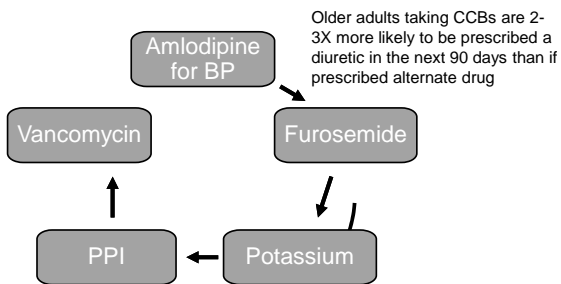 Older adults taking CCBs are 2-
3X more likely to be prescribed a
diuretic in the next 90 days than if
prescribed alternate drug
Amlodipine
for BP
Vancomycin
Furosemide
PPI
Potassium